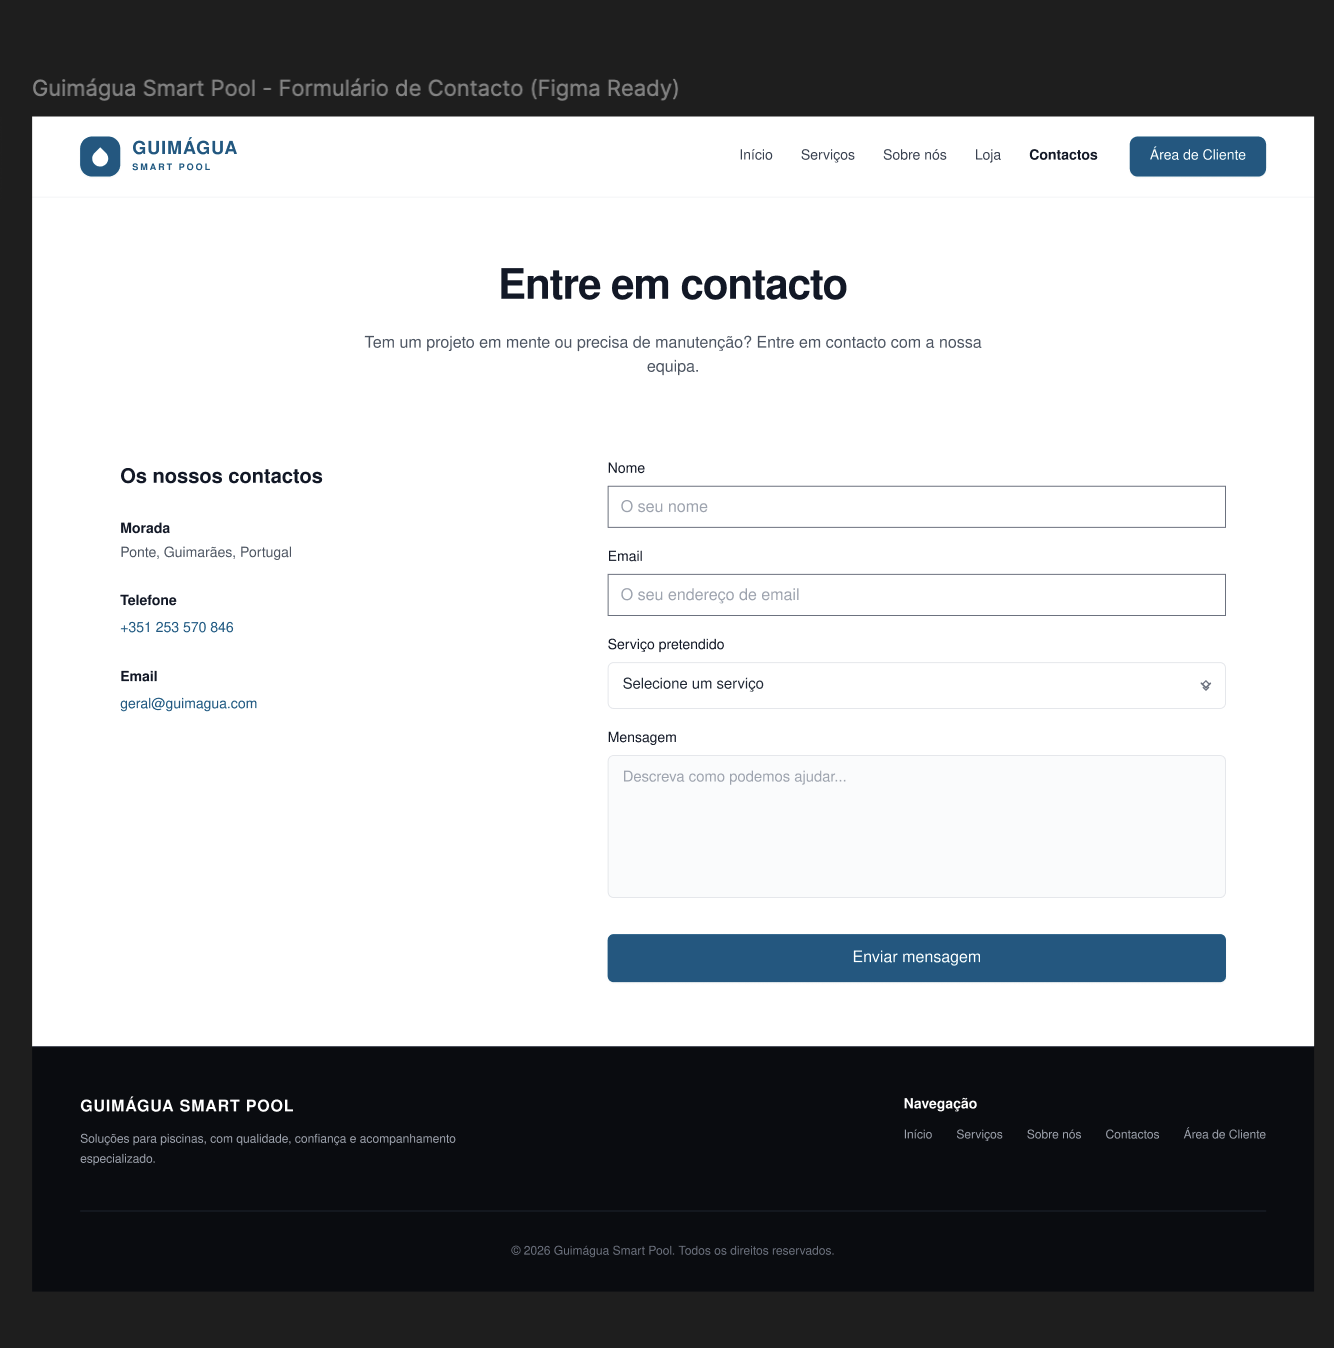 Guimágua Smart Pool - Formulário de Contacto (Figma Ready)
GUIMÁGUA
SMART POOL
Início
Serviços
Sobre nós
Loja
Contactos
Área de Cliente
Entre em contacto
Tem um projeto em mente ou precisa de manutenção? Entre em contacto com a nossa
equipa.
Os nossos contactos
Morada
Ponte, Guimarães, Portugal
Telefone
+351 253 570 846
Email
geral@guimagua.com
Nome
O seu nome
Email
O seu endereço de email
Serviço pretendido
Selecione um serviço
Mensagem
Descreva como podemos ajudar...
Enviar mensagem
GUIMÁGUA SMART POOL
Soluções para piscinas, com qualidade, confiança e acompanhamento
especializado.
Navegação
Início
Serviços
Sobre nós
Contactos
Área de Cliente
© 2026 Guimágua Smart Pool. Todos os direitos reservados.